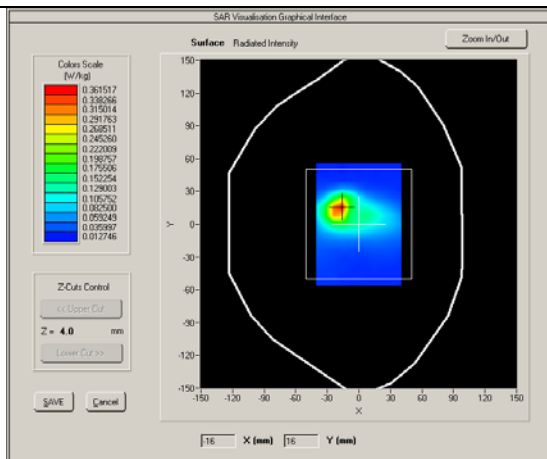 SAR Visualisation Graphical Interface
Surface Radiated Intensity
Zoom In/Out
Colors Scale
(W/kg)
0.361517
0.338266
0.315014
0.291763
0.268511
0.245260
0.222009
0.198757
0.175506
0.152254
0.129003
0.105752
0.082500
0.059249
0.035997
0.012746
Z-Cuts Control
<< Upper Cut
Z = 4.0 mm
Lower Cut >>
SAVE Cancel
150
120
90
60
30
0
-30
-60
-90
-120
-150
Y
-150 -120 -90 -60 -30 0 30 60 90 120 150
X
-16 X (mm) 16 Y (mm)